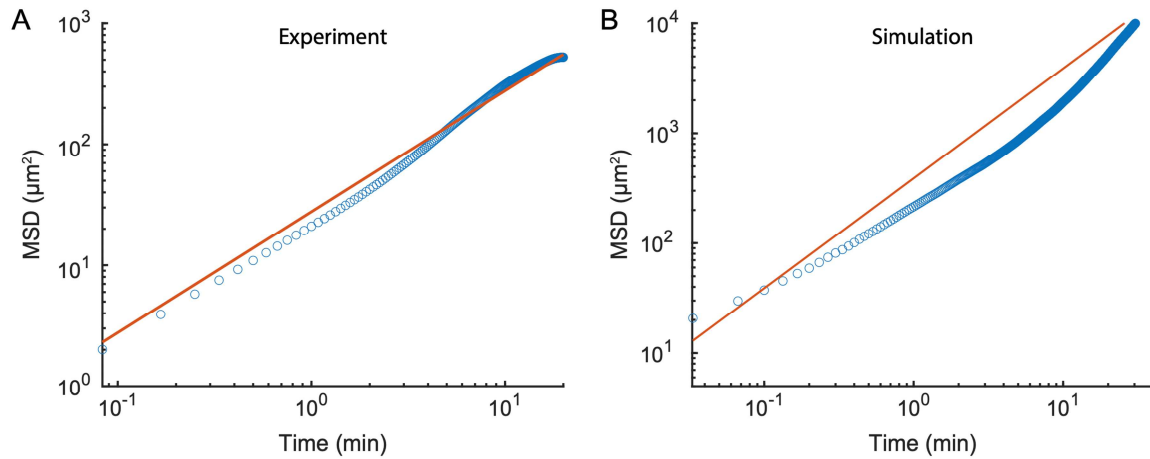 A
Experiment
10³
10²
10¹
10⁰
MSD (μm²)
10⁻¹
10⁰
10¹
Time (min)
B
Simulation
10⁴
10³
10²
10¹
MSD (μm²)
10⁻¹
10⁰
10¹
Time (min)